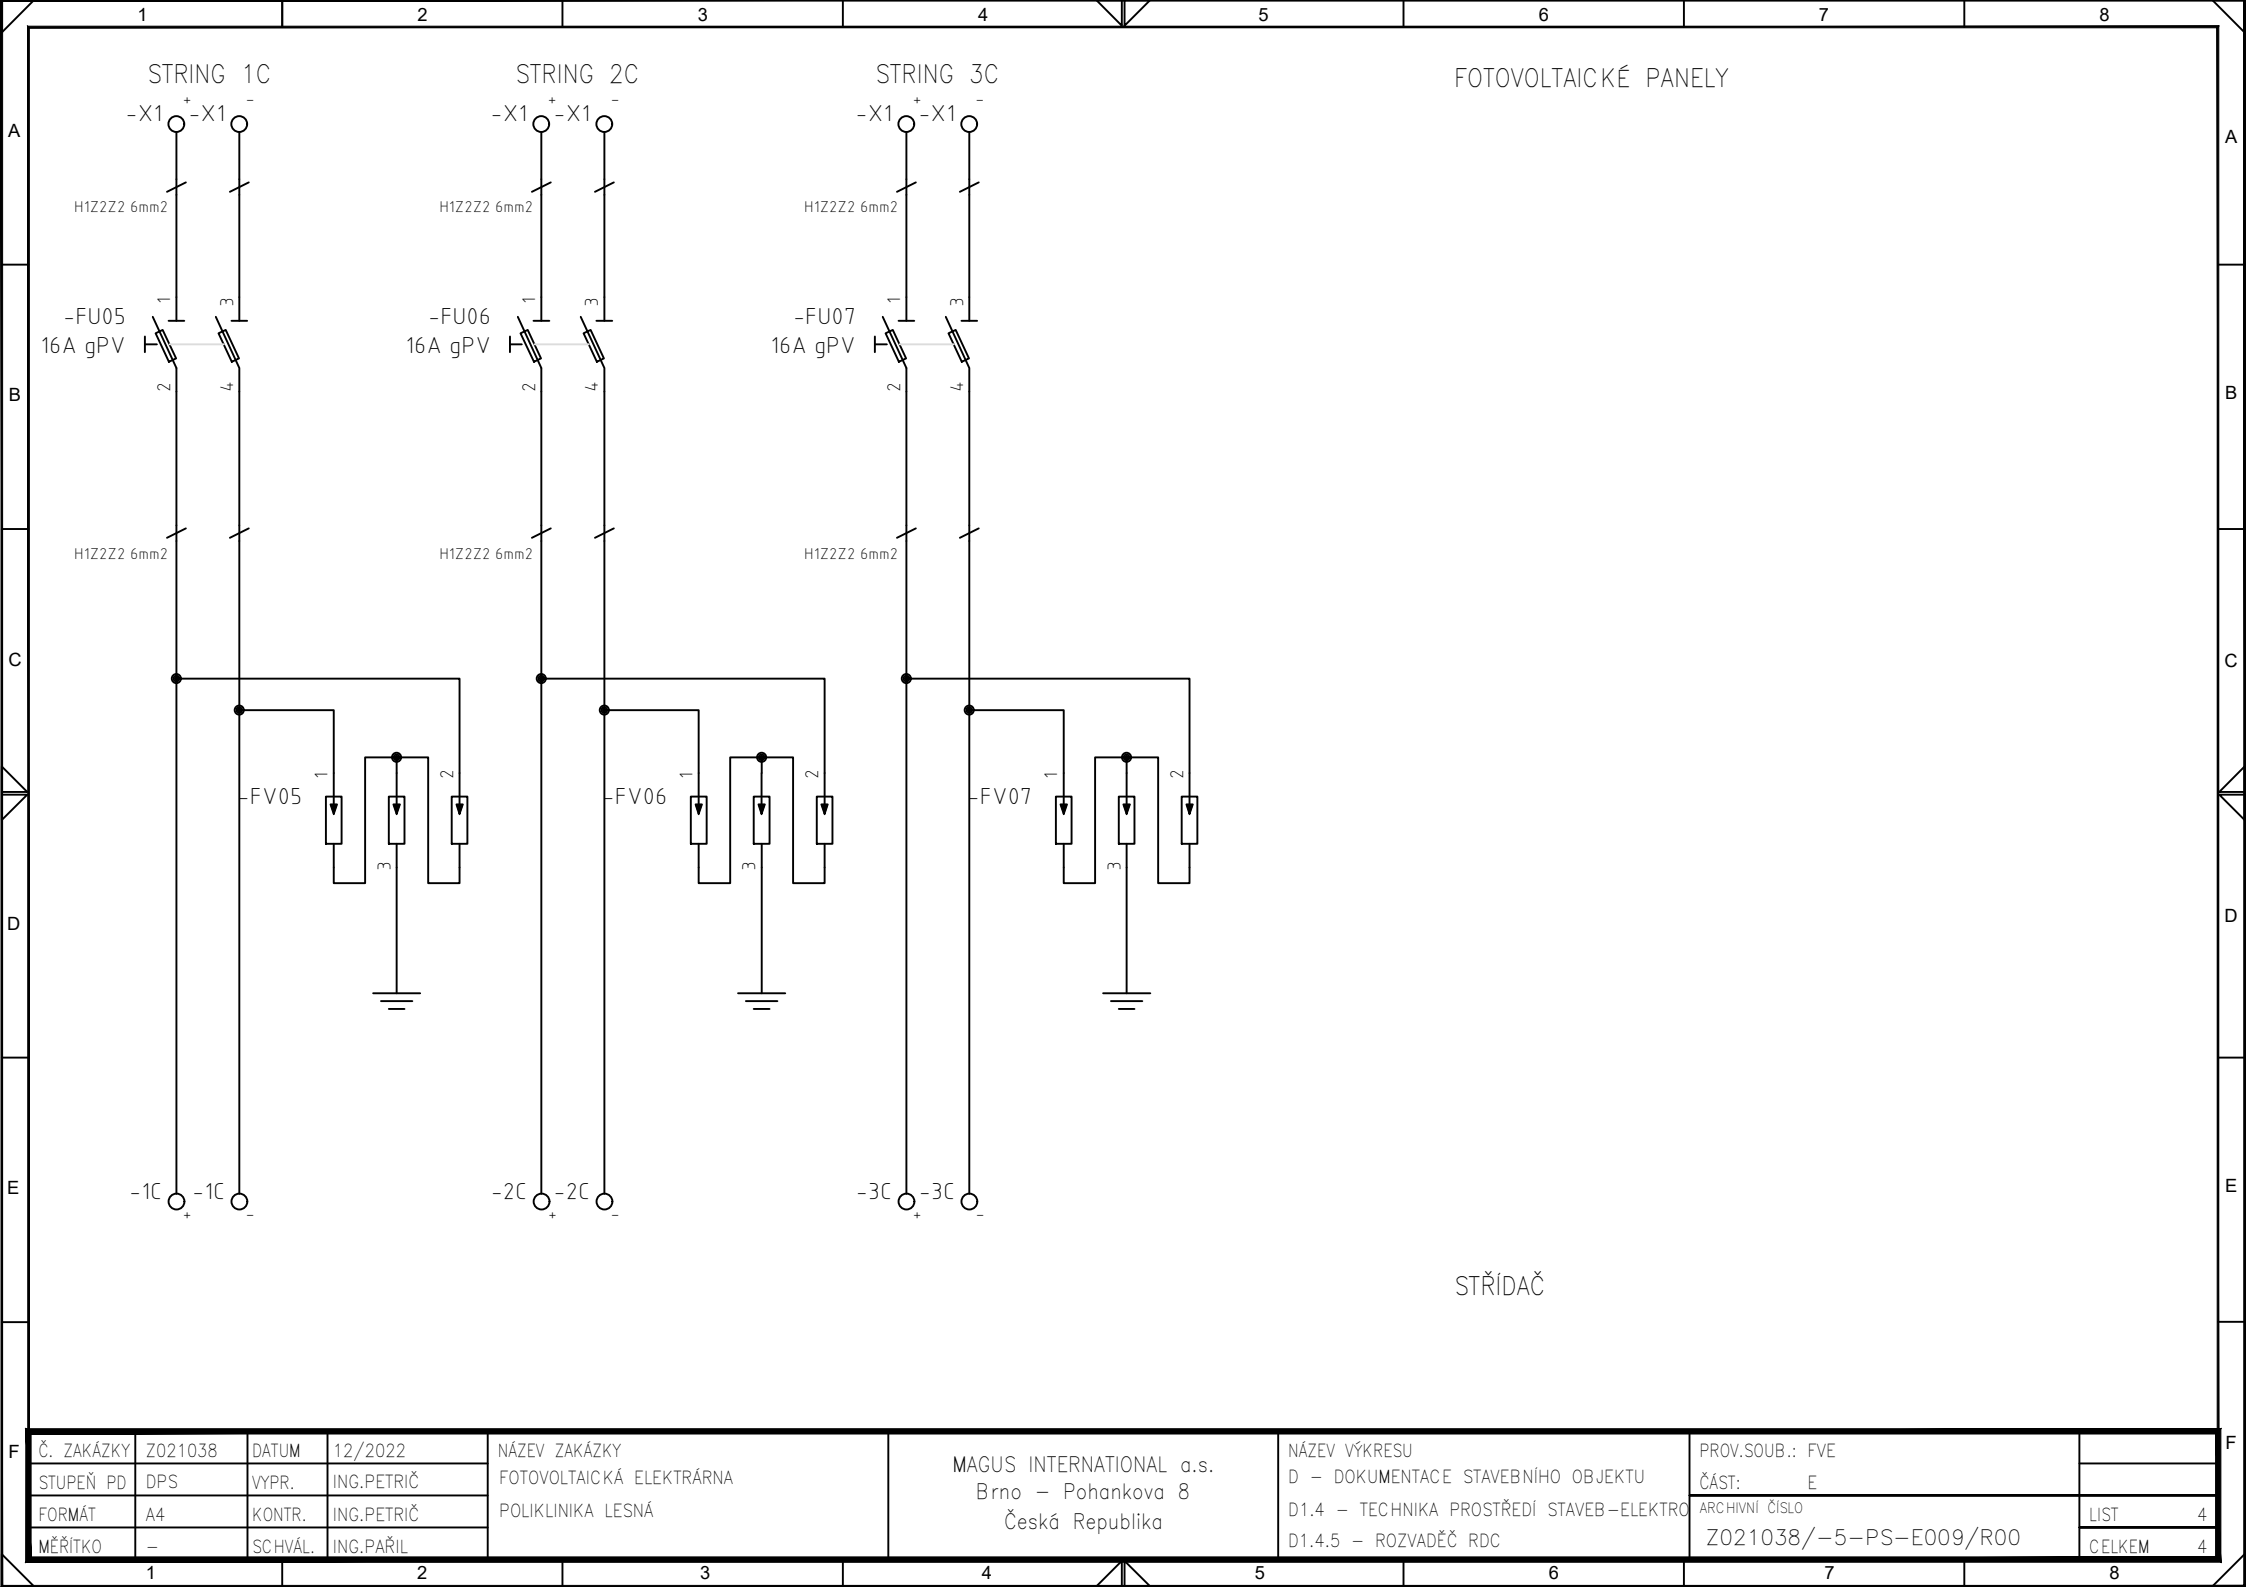 1 2 3 4 5 6 7 8
STRING 1C STRING 2C STRING 3C FOTOVOLTAICKÉ PANELY
+ - + - + -
-X1 -X1 -X1 -X1 -X1 -X1
A A
H1Z2Z2 6mm2 H1Z2Z2 6mm2 H1Z2Z2 6mm2
1 3 1 3 1 3
-FU05 -FU06 -FU07
16A gPV 16A gPV 16A gPV
2 4 2 4 2 4
B B
H1Z2Z2 6mm2 H1Z2Z2 6mm2 H1Z2Z2 6mm2
C C
1 2 1 2 1 2
-FV05 -FV06 -FV07
3 3 3
D D
-1C -1C -2C -2C -3C -3C
+ - + - + -
E E
STŘÍDAČ
F F
Č. ZAKÁZKY Z021038 DATUM 12/2022
STUPEŇ PD DPS VYPR. ING.PETRIČ
FORMÁT A4 KONTR. ING.PETRIČ
MĚŘÍTKO – SCHVÁL. ING.PAŘIL
NÁZEV ZAKÁZKY
FOTOVOLTAICKÁ ELEKTRÁRNA
POLIKLINIKA LESNÁ
MAGUS INTERNATIONAL a.s.
Brno – Pohankova 8
Česká Republika
NÁZEV VÝKRESU
D – DOKUMENTACE STAVEBNÍHO OBJEKTU
D1.4 – TECHNIKA PROSTŘEDÍ STAVEB–ELEKTRO
D1.4.5 – ROZVADĚČ RDC
PROV.SOUB.: FVE
ČÁST: E
ARCHIVNÍ ČÍSLO
Z021038/–5–PS–E009/R00
LIST 4
CELKEM 4
1 2 3 4 5 6 7 8